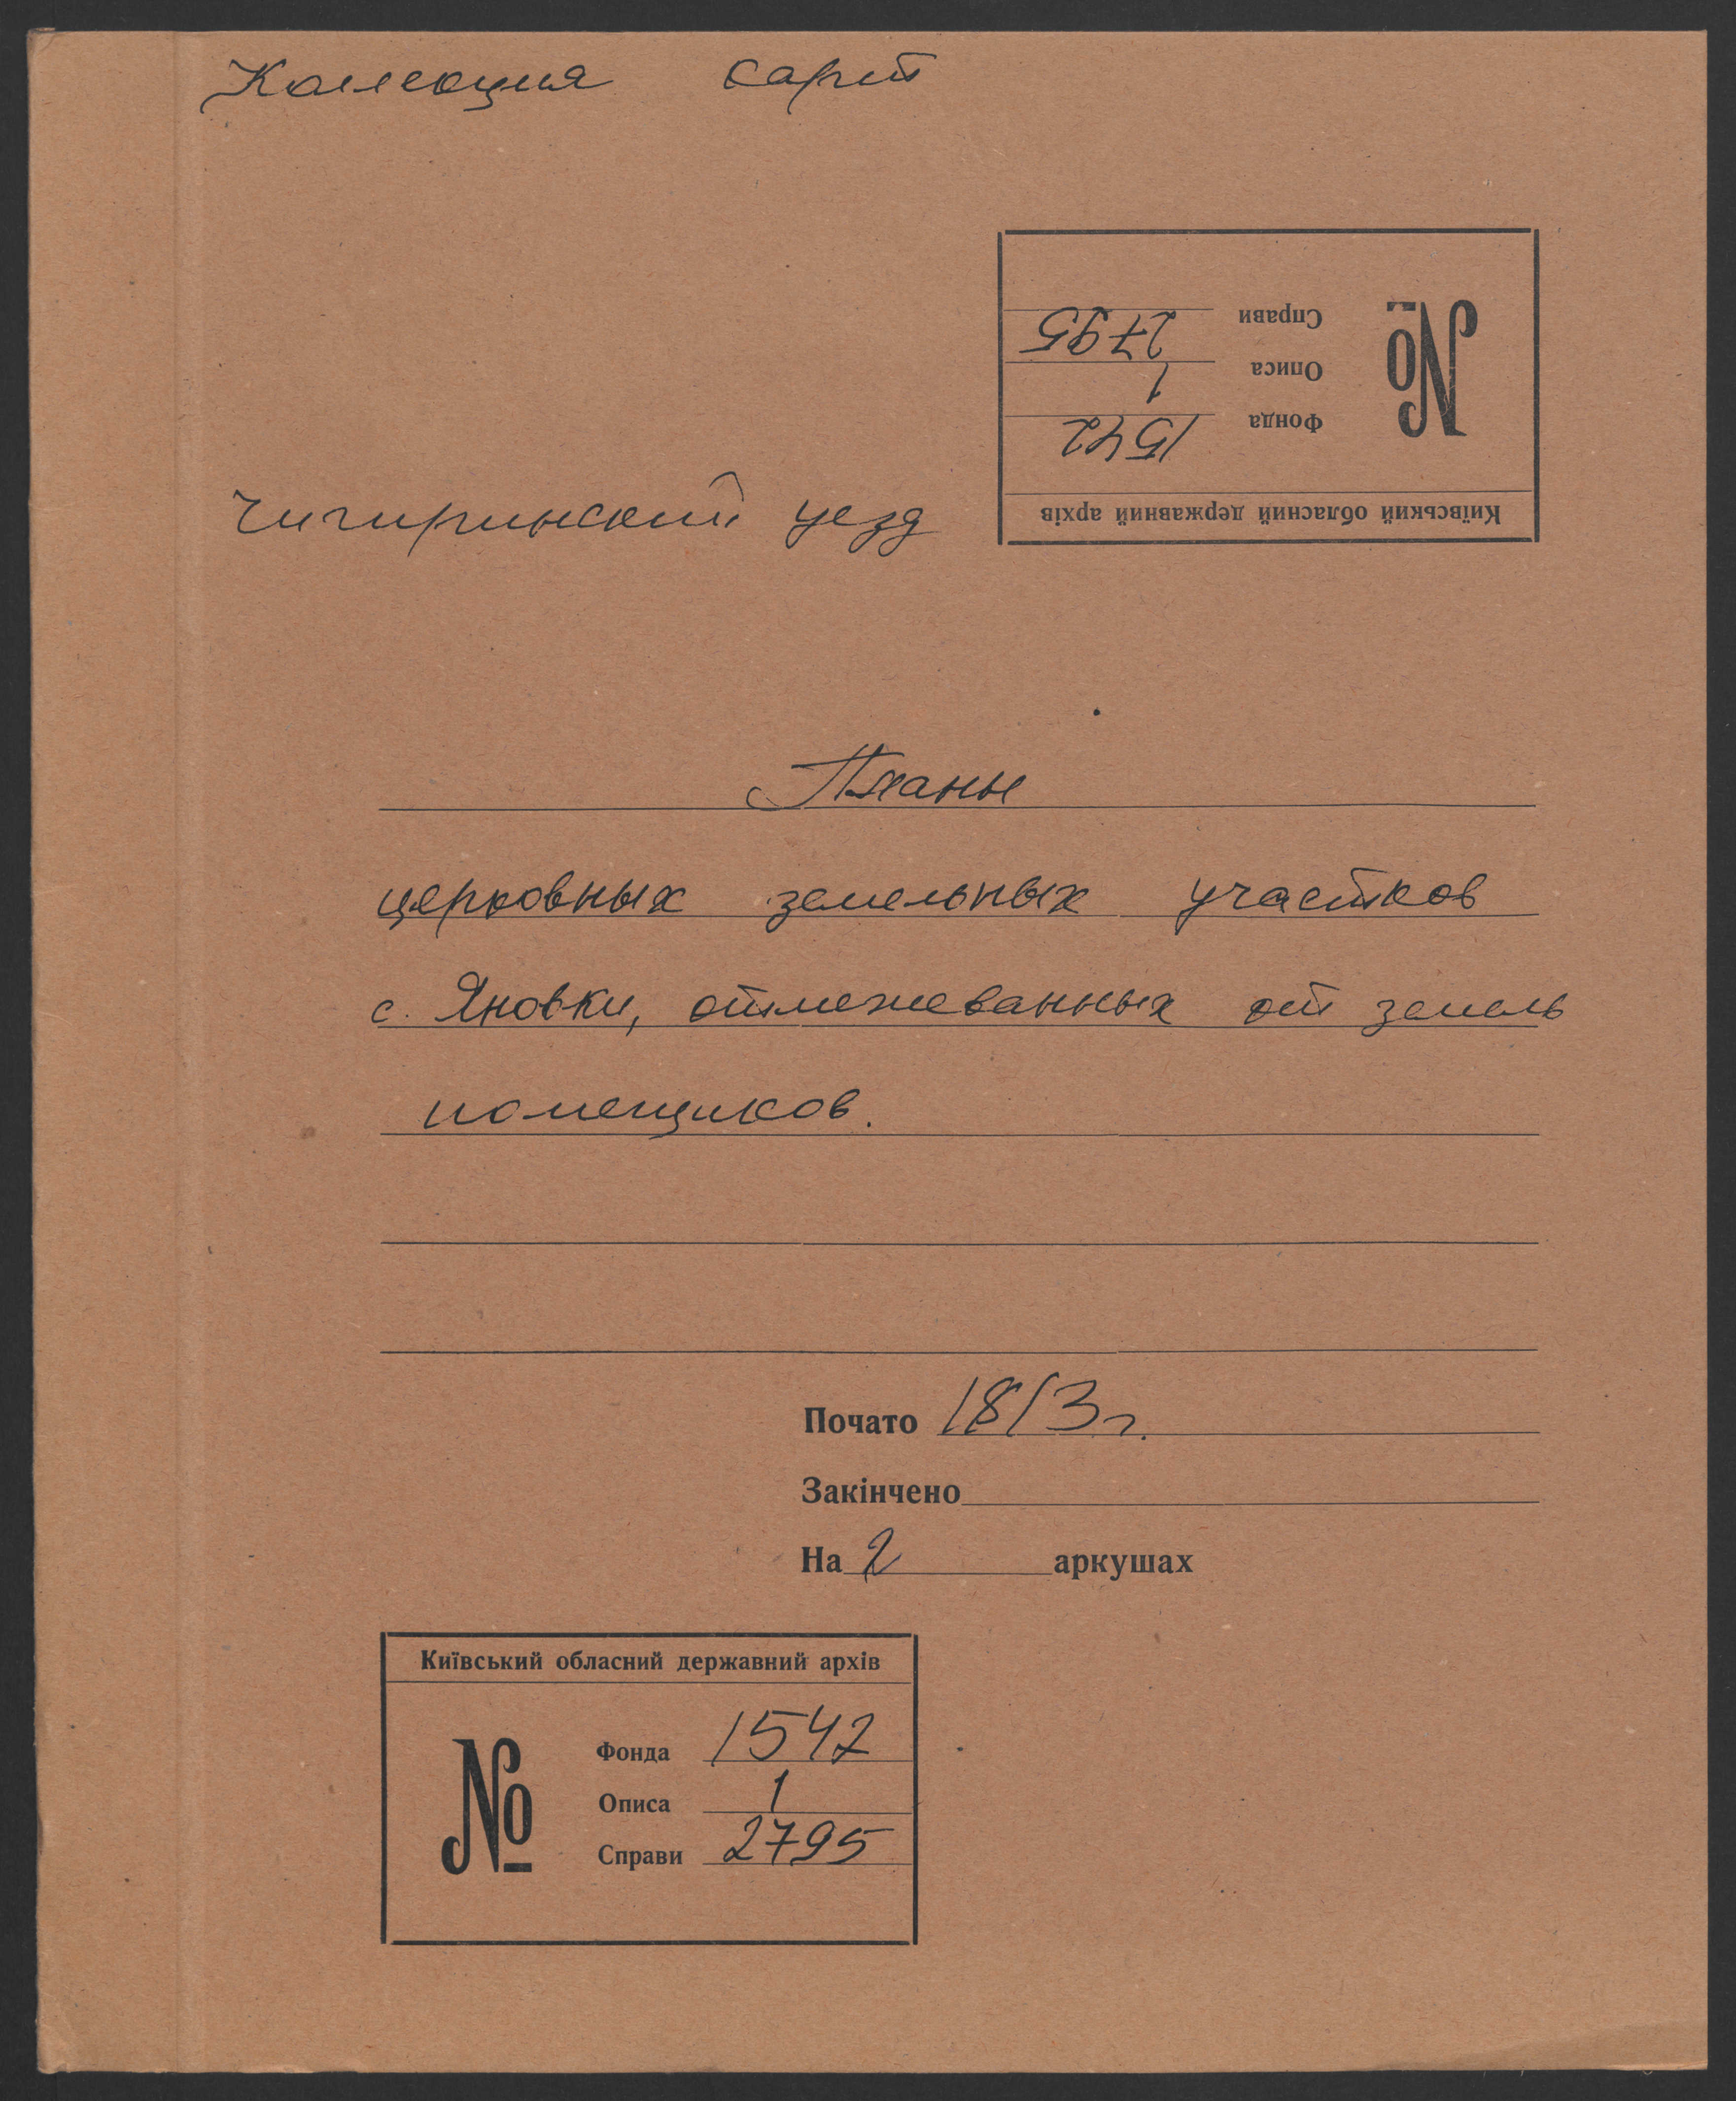 Коллекция карт
Київський обласний державний архів
№
Фонда 1542
Описа 1
Справи 2795
Чигиринский уезд
Планы
церковных земельных участков
с. Яновки, отмежеванных от земель
помещиков.
Почато 1813 г.
Закінчено
На 2 аркушах
Київський обласний державний архів
№
Фонда 1542
Описа 1
Справи 2795